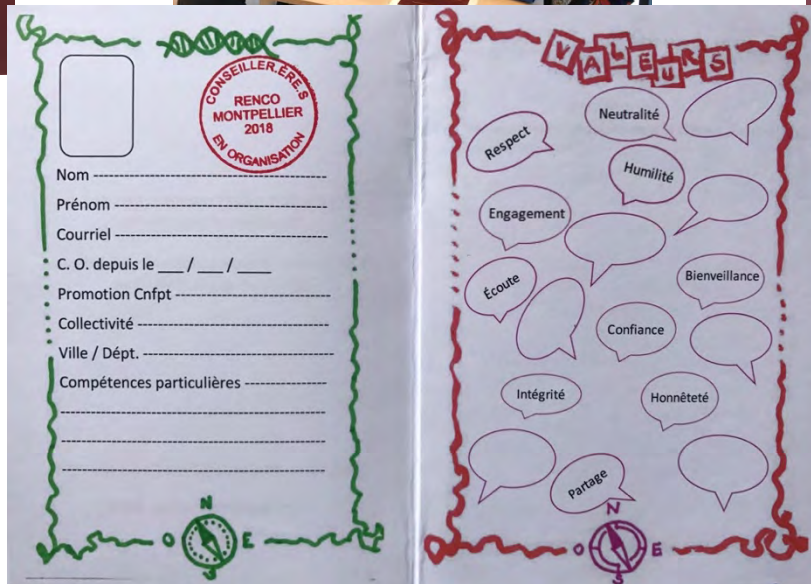 CONSEILLER.ÈRE.S
RENCO
MONTPELLIER
2018
EN ORGANISATION
Nom
Prénom
Courriel
C. O. depuis le ___ / ___ / ____
Promotion Cnfpt
Collectivité
Ville / Dépt.
Compétences particulières
N
O E
S
VALEURS
Neutralité
Respect
Humilité
Engagement
Écoute
Bienveillance
Confiance
Intégrité
Honnêteté
Partage
N
O E
S